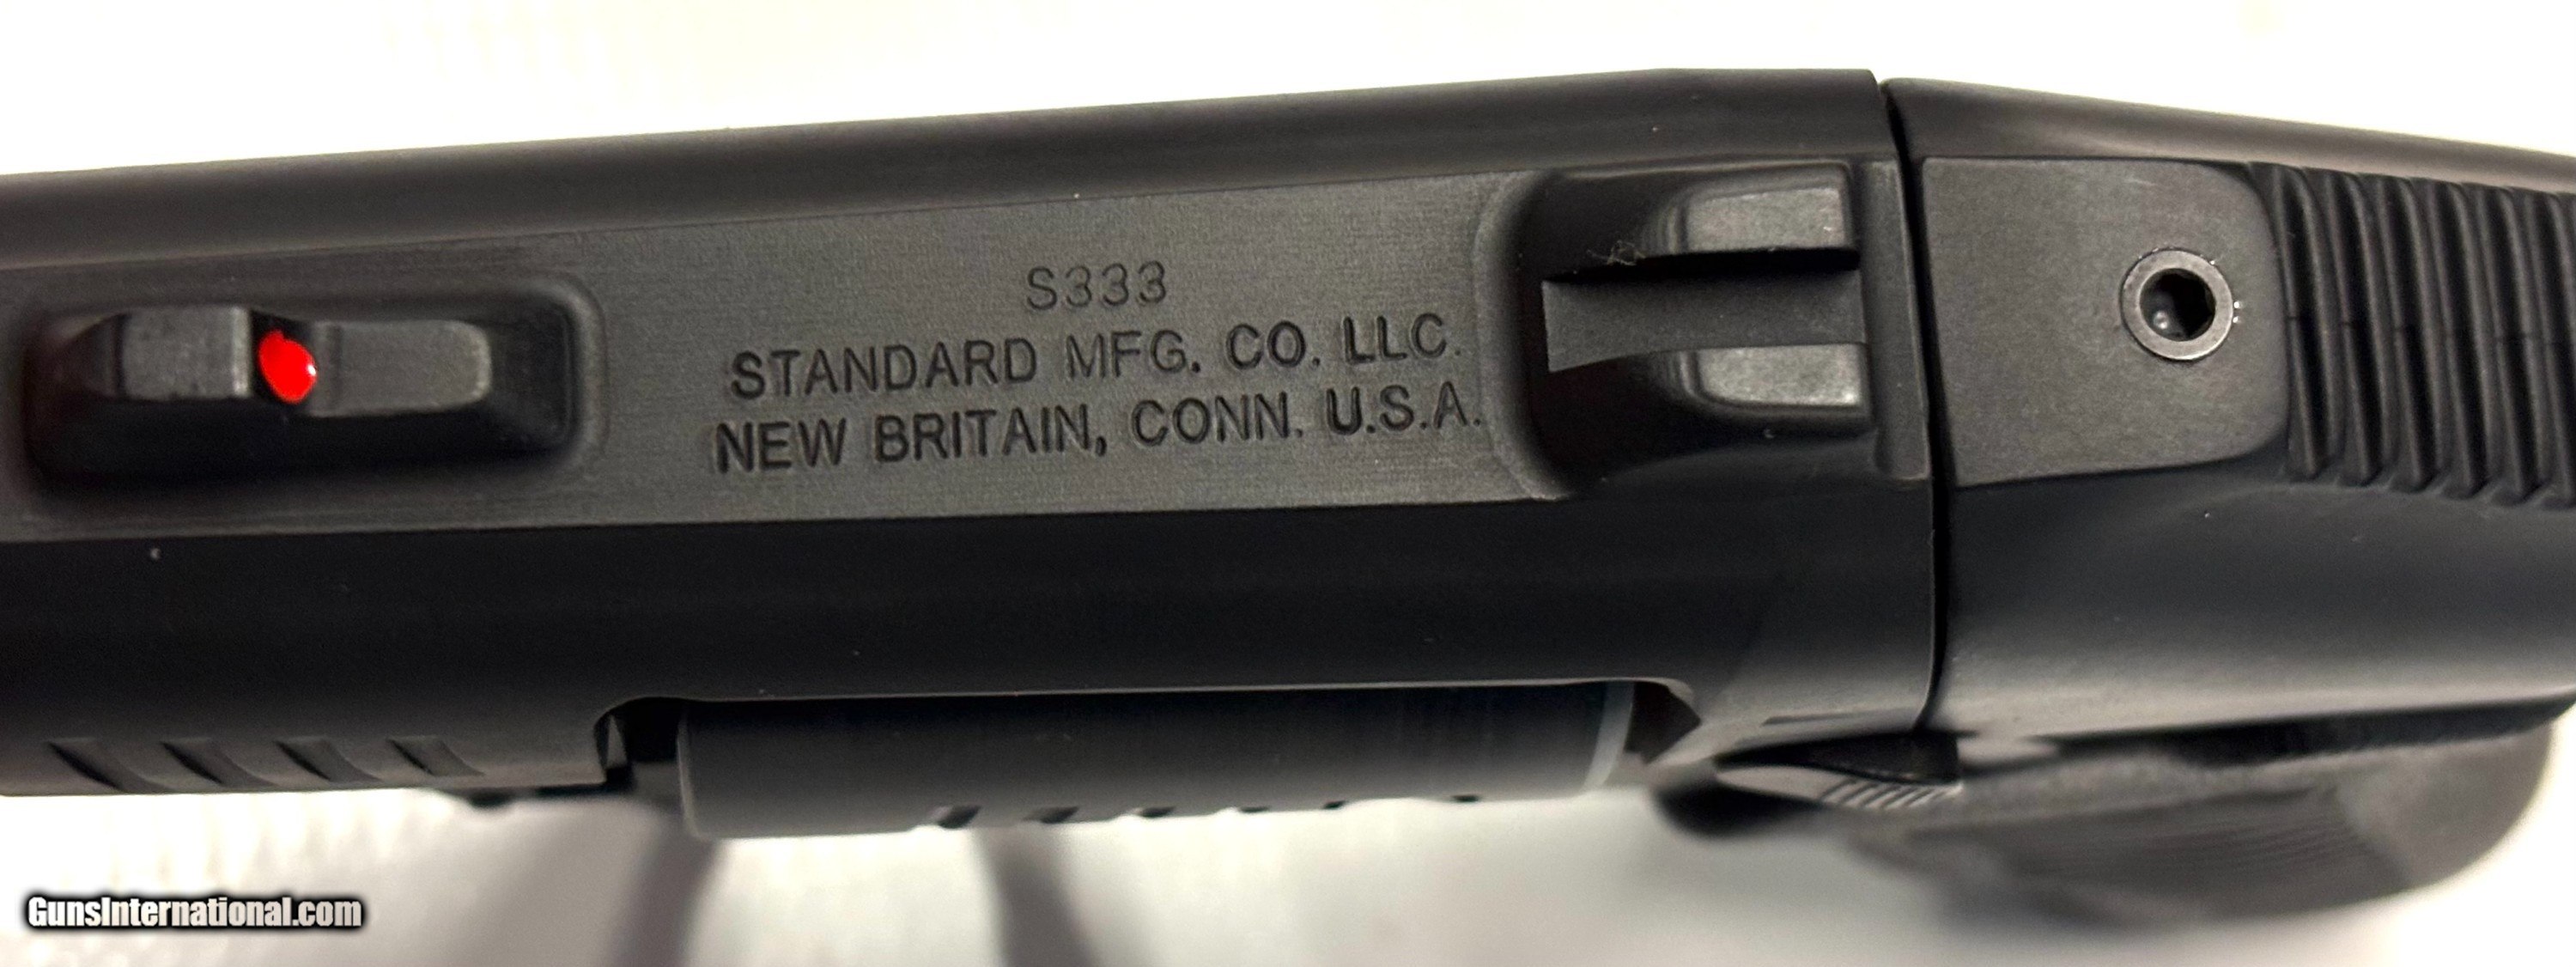 S333
STANDARD MFG. CO. LLC.
NEW BRITAIN, CONN. U.S.A.
GunsInternational.com